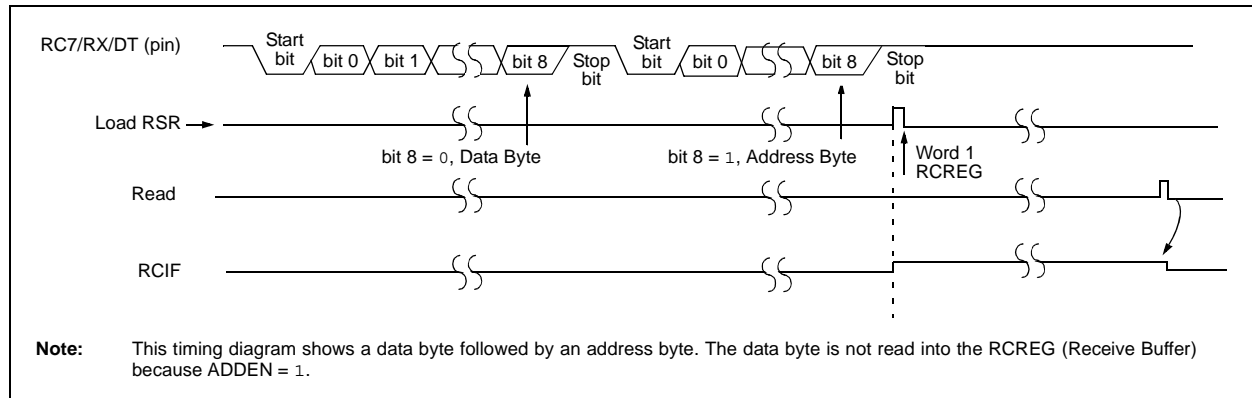 RC7/RX/DT (pin)
Start bit
bit 0
bit 1
bit 8
Stop bit
Start bit
bit 0
bit 8
Stop bit
Load RSR
bit 8 = 0, Data Byte
bit 8 = 1, Address Byte
Word 1
RCREG
Read
RCIF
Note: This timing diagram shows a data byte followed by an address byte. The data byte is not read into the RCREG (Receive Buffer)
because ADDEN = 1.